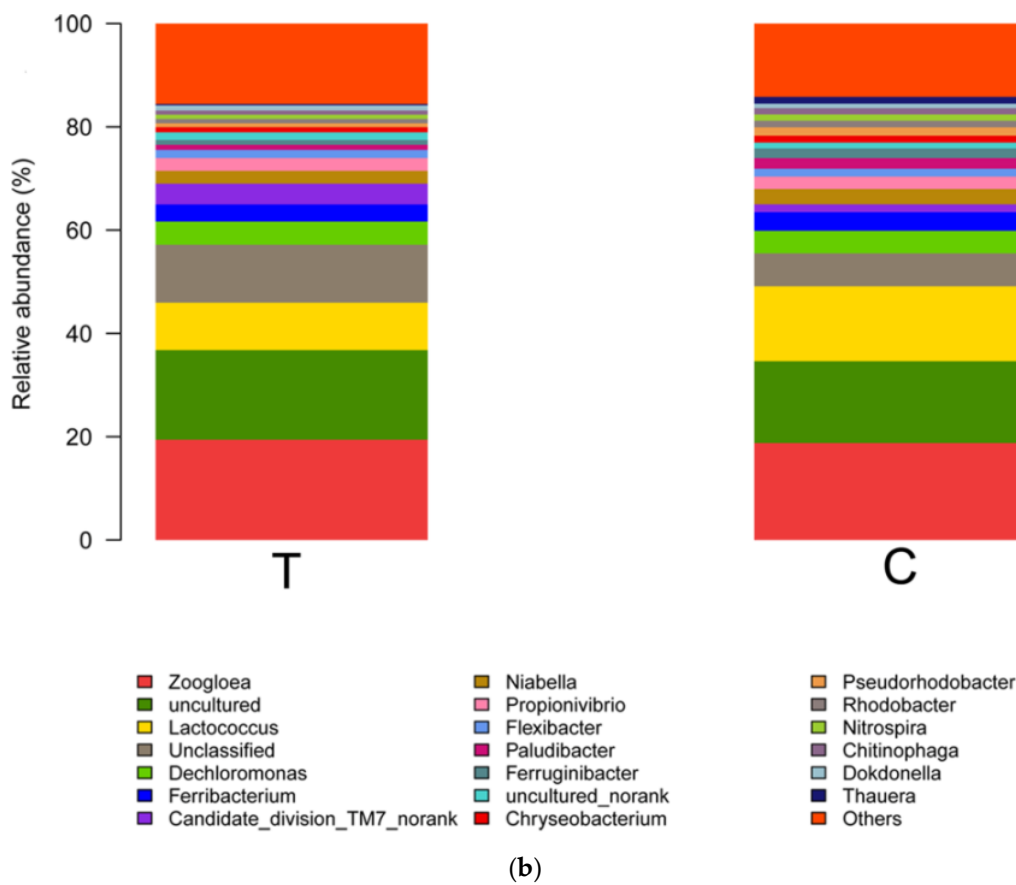 100
80
60
40
20
0
Relative abundance (%)
T
C
Zoogloea
uncultured
Lactococcus
Unclassified
Dechloromonas
Ferribacterium
Candidate_division_TM7_norank
Niabella
Propionivibrio
Flexibacter
Paludibacter
Ferruginibacter
uncultured_norank
Chryseobacterium
Pseudorhodobacter
Rhodobacter
Nitrospira
Chitinophaga
Dokdonella
Thauera
Others
(b)